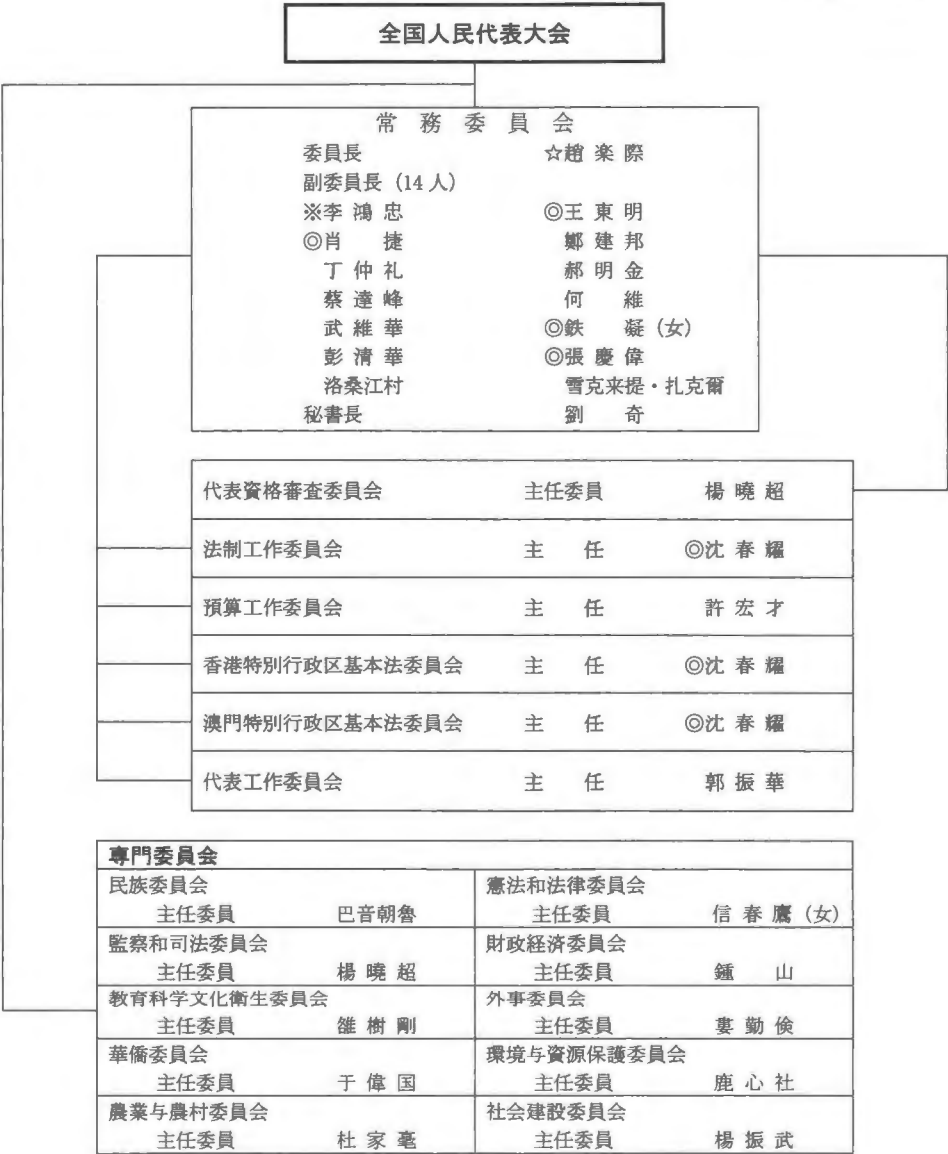 全国人民代表大会
常務委員会
委員長 ☆趙楽際
副委員長（14人）
※李鴻忠 ◎王東明
◎肖捷 鄭建邦
丁仲礼 郝明金
蔡達峰 何維
武維華 ◎鉄凝（女）
彭清華 ◎張慶偉
洛桑江村 雪克来提・扎克爾
秘書長 劉奇
代表資格審査委員会 主任委員 楊曉超
法制工作委員会 主任 ◎沈春耀
預算工作委員会 主任 許宏才
香港特別行政区基本法委員会 主任 ◎沈春耀
澳門特別行政区基本法委員会 主任 ◎沈春耀
代表工作委員会 主任 郭振華
専門委員会
民族委員会 憲法和法律委員会
主任委員 巴音朝魯 主任委員 信春鷹（女）
監察和司法委員会 財政経済委員会
主任委員 楊曉超 主任委員 鍾山
教育科学文化衛生委員会 外事委員会
主任委員 雒樹剛 主任委員 婁勤倹
華僑委員会 環境与資源保護委員会
主任委員 于偉国 主任委員 鹿心社
農業与農村委員会 社会建設委員会
主任委員 杜家毫 主任委員 楊振武